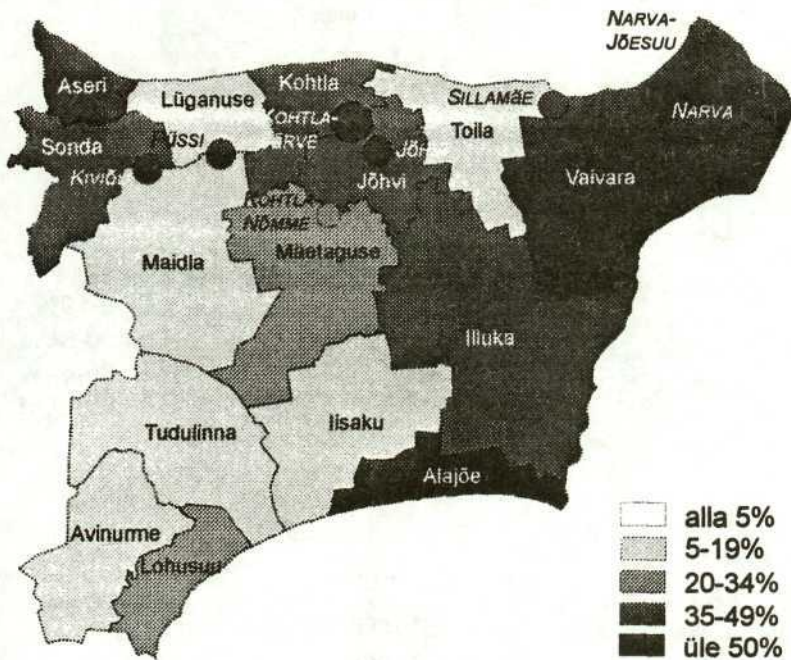 NARVA-
JÕESUU
Aseri
Lüganuse
Kohtla
SILLAMÄE
NARVA
KOHTLA-
JÄRVE
Sonda
PÜSSI
Toila
KIVIÕLI
JÕHVI
Jõhvi
Vaivara
KOHTLA-
NÕMME
Maidla
Mäetaguse
Illuka
Tudulinna
Iisaku
Alajõe
Avinurme
Lohusuu
alla 5%
5-19%
20-34%
35-49%
üle 50%